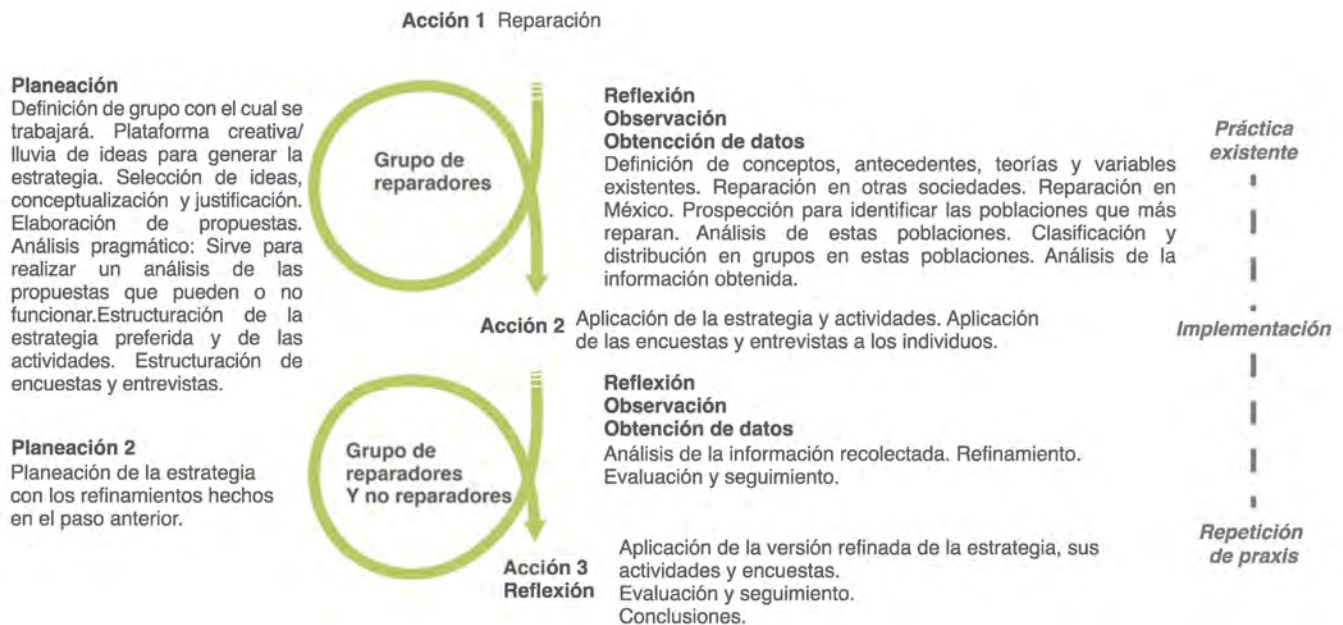 Acción 1 Reparación
Planeación
Definición de grupo con el cual se
trabajará. Plataforma creativa/
lluvia de ideas para generar la
estrategia. Selección de ideas,
conceptualización y justificación.
Elaboración de propuestas.
Análisis pragmático: Sirve para
realizar un análisis de las
propuestas que pueden o no
funcionar.Estructuración de la
estrategia preferida y de las
actividades. Estructuración de
encuestas y entrevistas.
Grupo de
reparadores
Reflexión
Observación
Obtencción de datos
Definición de conceptos, antecedentes, teorías y variables
existentes. Reparación en otras sociedades. Reparación en
México. Prospección para identificar las poblaciones que más
reparan. Análisis de estas poblaciones. Clasificación y
distribución en grupos en estas poblaciones. Análisis de la
información obtenida.
Práctica
existente
Acción 2 Aplicación de la estrategia y actividades. Aplicación
de las encuestas y entrevistas a los individuos.
Implementación
Planeación 2
Planeación de la estrategia
con los refinamientos hechos
en el paso anterior.
Grupo de
reparadores
Y no reparadores
Reflexión
Observación
Obtención de datos
Análisis de la información recolectada. Refinamiento.
Evaluación y seguimiento.
Acción 3
Reflexión
Aplicación de la versión refinada de la estrategia, sus
actividades y encuestas.
Evaluación y seguimiento.
Conclusiones.
Repetición
de praxis